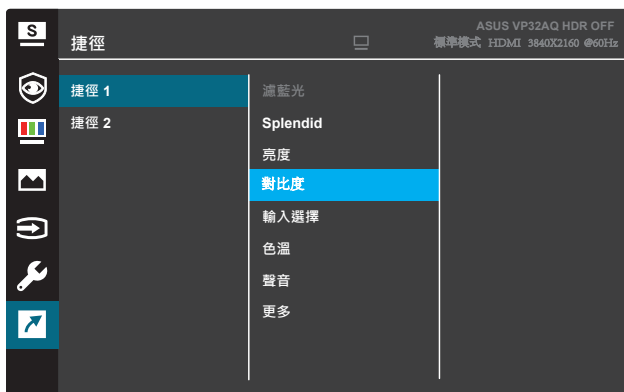 S
捷徑
ASUS VP32AQ HDR OFF
標準模式 HDMI 3840X2160 @60Hz
捷徑 1
捷徑 2
濾藍光
Splendid
亮度
對比度
輸入選擇
色溫
聲音
更多